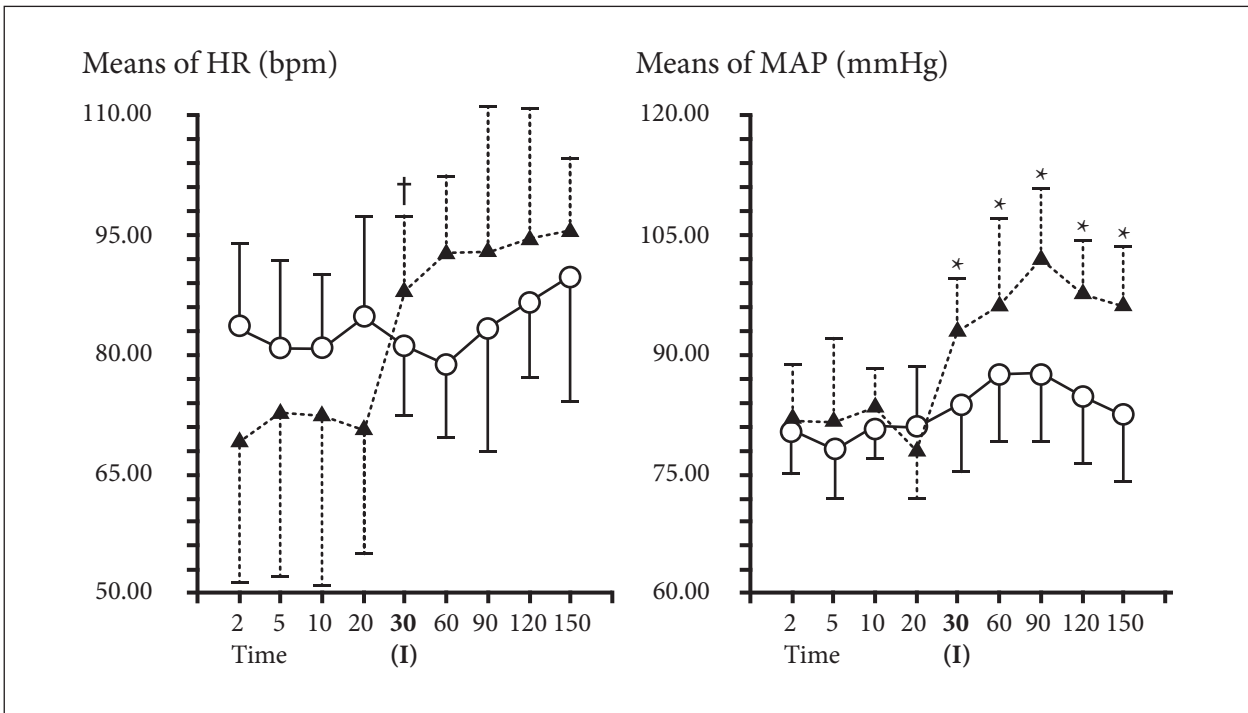 Means of HR (bpm)
110.00
95.00
80.00
65.00
50.00
†
2 5 10 20 30 60 90 120 150
Time (I)
Means of MAP (mmHg)
120.00
105.00
90.00
75.00
60.00
* * * * *
2 5 10 20 30 60 90 120 150
Time (I)